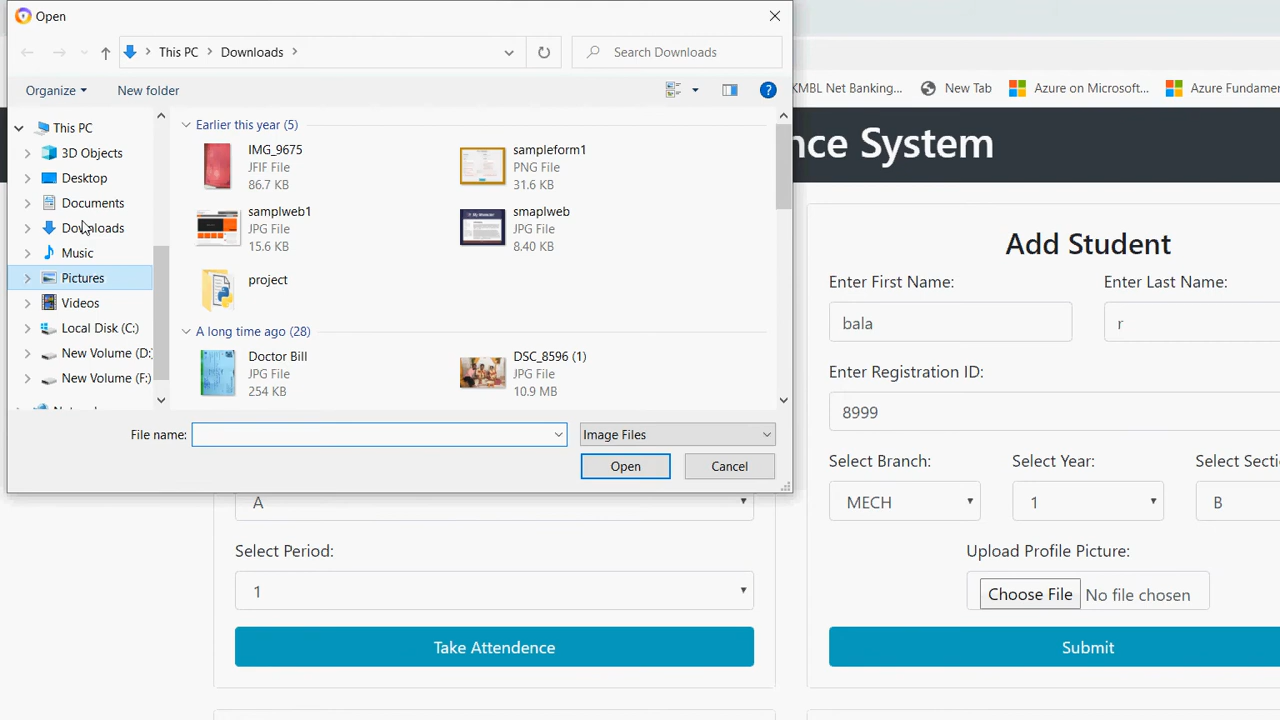 Open
This PC
Downloads
Search Downloads
Organize
New folder
KMBL Net Banking...
New Tab
Azure on Microsoft...
Azure Fundamen
nce System
This PC
3D Objects
Desktop
Documents
Downloads
Music
Pictures
Videos
Local Disk (C:)
New Volume (D:
New Volume (F:)
Earlier this year (5)
IMG_9675
JFIF File
86.7 KB
sampleform1
PNG File
31.6 KB
samplweb1
JPG File
15.6 KB
smaplweb
JPG File
8.40 KB
project
A long time ago (28)
Doctor Bill
JPG File
254 KB
DSC_8596 (1)
JPG File
10.9 MB
File name:
Image Files
Open
Cancel
A
Select Period:
1
Take Attendence
Add Student
Enter First Name:
Enter Last Name:
bala
r
Enter Registration ID:
8999
Select Branch:
Select Year:
Select Secti
MECH
1
B
Upload Profile Picture:
Choose File
No file chosen
Submit